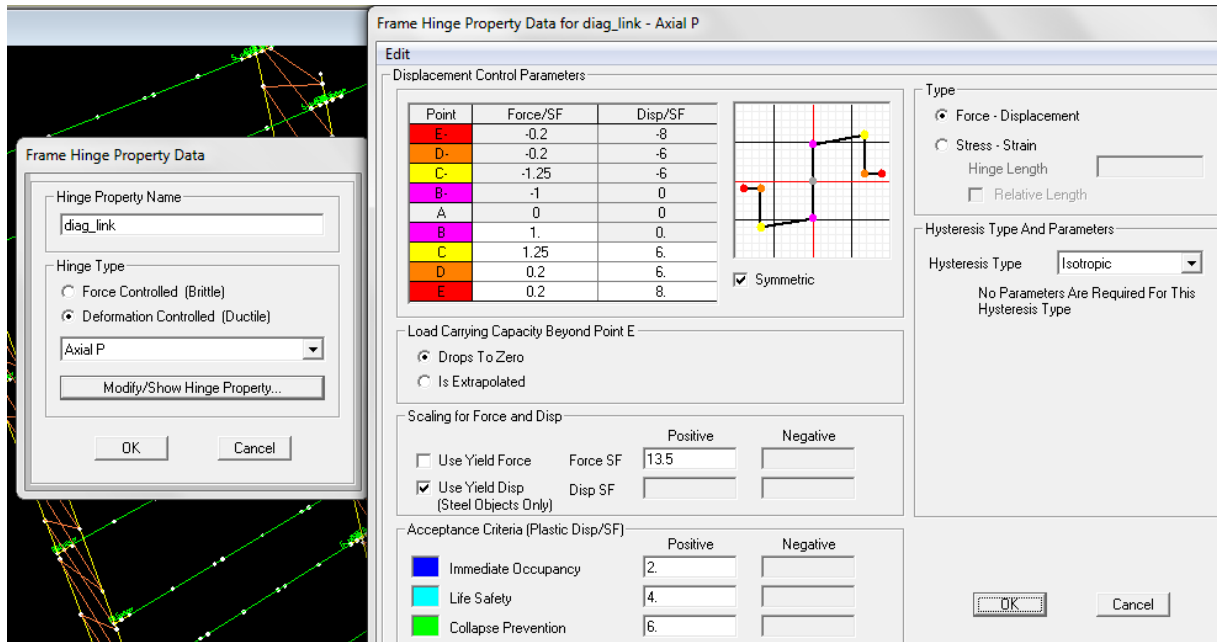 Frame Hinge Property Data
Hinge Property Name
diag_link
Hinge Type
Force Controlled (Brittle)
Deformation Controlled (Ductile)
Axial P
Modify/Show Hinge Property...
OK Cancel
Frame Hinge Property Data for diag_link - Axial P
Edit
Displacement Control Parameters
Point Force/SF Disp/SF
E- -0.2 -8
D- -0.2 -6
C- -1.25 -6
B- -1 0
A 0 0
B 1. 0.
C 1.25 6.
D 0.2 6.
E 0.2 8.
Symmetric
Load Carrying Capacity Beyond Point E
Drops To Zero
Is Extrapolated
Scaling for Force and Disp
Positive Negative
Use Yield Force Force SF 13.5
Use Yield Disp Disp SF
(Steel Objects Only)
Acceptance Criteria (Plastic Disp/SF)
Positive Negative
Immediate Occupancy 2.
Life Safety 4.
Collapse Prevention 6.
Type
Force - Displacement
Stress - Strain
Hinge Length
Relative Length
Hysteresis Type And Parameters
Hysteresis Type Isotropic
No Parameters Are Required For This
Hysteresis Type
OK Cancel